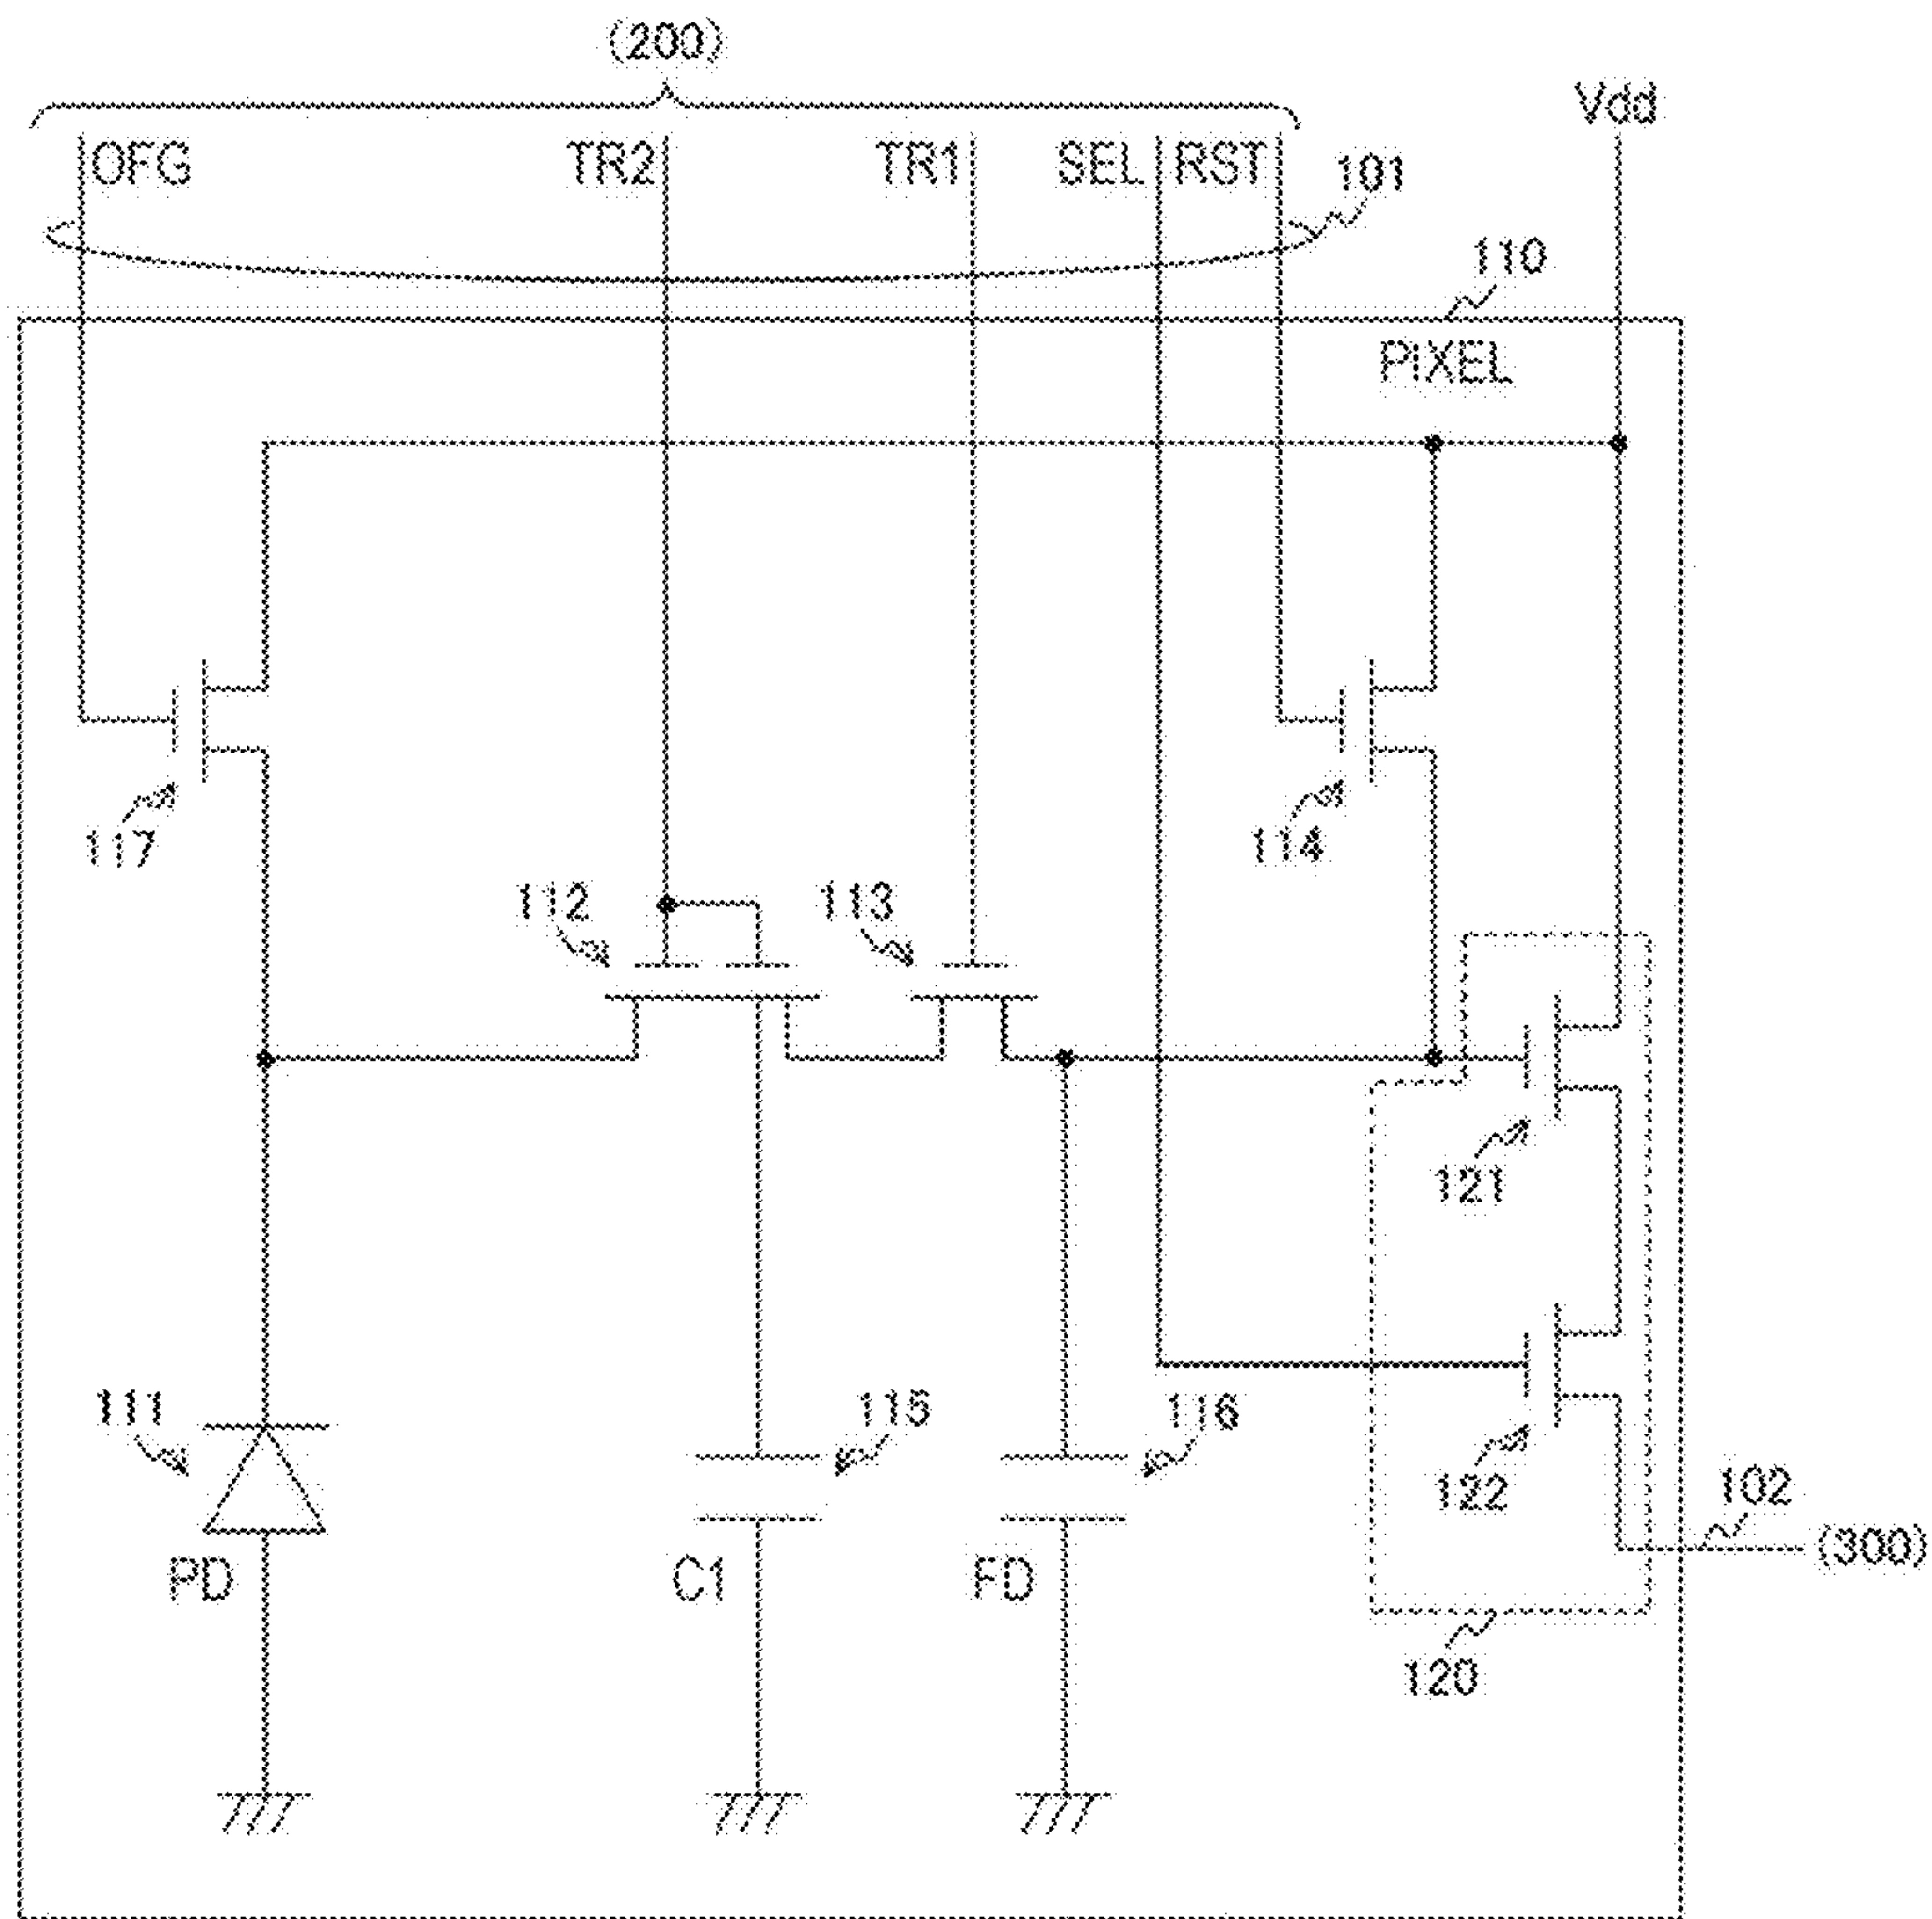 (200)
Vdd
OFG TR2 TR1 SEL RST
101
110
PIXEL
117
114
112
113
121
111
115
116
122
102
(300)
PD
C1
FD
120